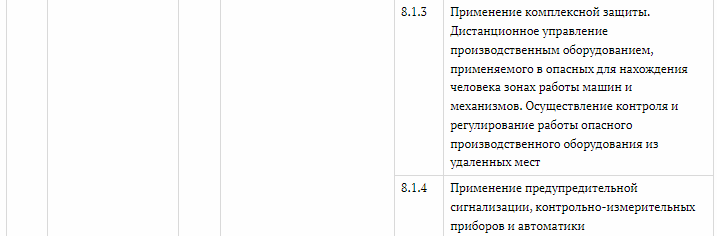 8.1.3 Применение комплексной защиты.
Дистанционное управление
производственным оборудованием,
применяемого в опасных для нахождения
человека зонах работы машин и
механизмов. Осуществление контроля и
регулирование работы опасного
производственного оборудования из
удаленных мест
8.1.4 Применение предупредительной
сигнализации, контрольно-измерительных
приборов и автоматики